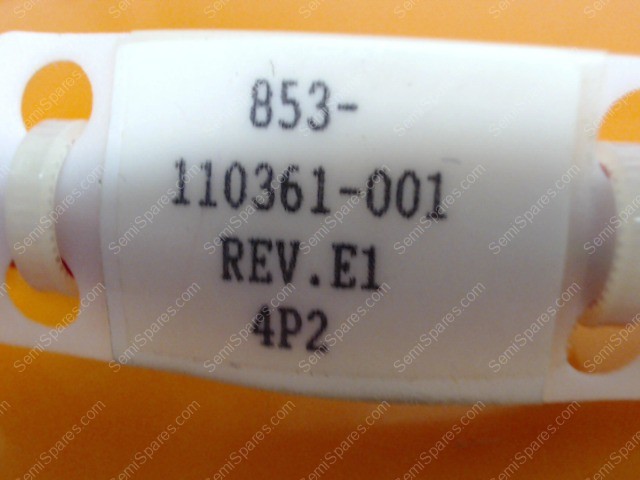 853-
110361-001
REV.E1
4P2
SemiSpares.com